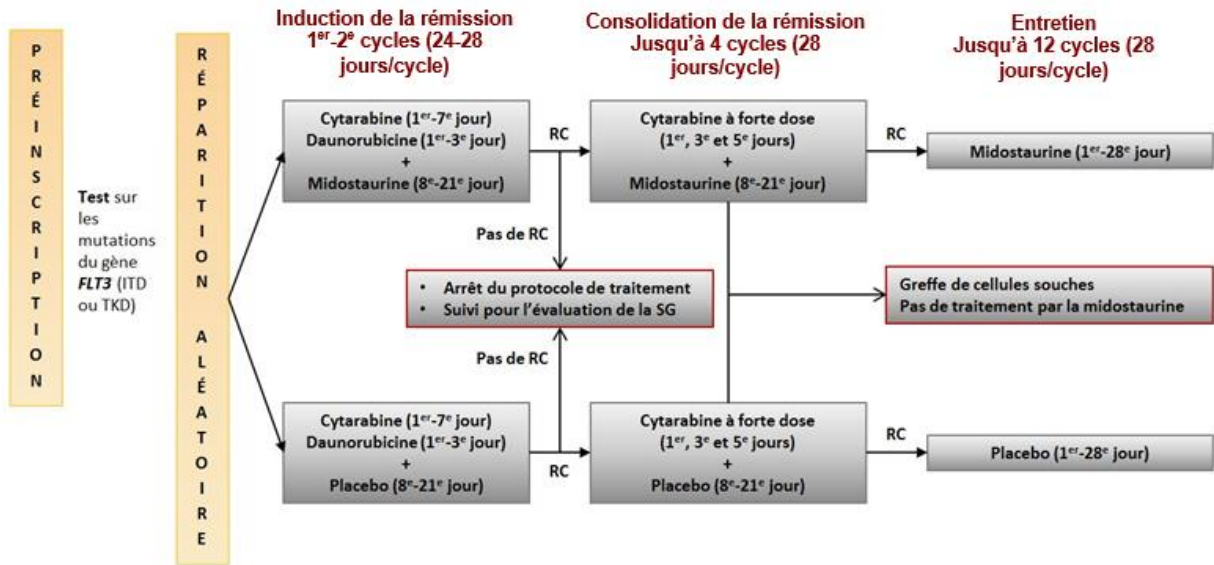 PRÉINSCRIPTION
Test sur
les
mutations
du gène
FLT3 (ITD
ou TKD)
RÉPARITION ALÉATOIRE
Induction de la rémission
1er-2e cycles (24-28
jours/cycle)
Cytarabine (1er-7e jour)
Daunorubicine (1er-3e jour)
+
Midostaurine (8e-21e jour)
RC
Pas de RC
• Arrêt du protocole de traitement
• Suivi pour l'évaluation de la SG
Pas de RC
Cytarabine (1er-7e jour)
Daunorubicine (1er-3e jour)
+
Placebo (8e-21e jour)
RC
Consolidation de la rémission
Jusqu'à 4 cycles (28
jours/cycle)
Cytarabine à forte dose
(1er, 3e et 5e jours)
+
Midostaurine (8e-21e jour)
RC
Cytarabine à forte dose
(1er, 3e et 5e jours)
+
Placebo (8e-21e jour)
RC
Entretien
Jusqu'à 12 cycles (28
jours/cycle)
Midostaurine (1er-28e jour)
Greffe de cellules souches
Pas de traitement par la midostaurine
Placebo (1er-28e jour)